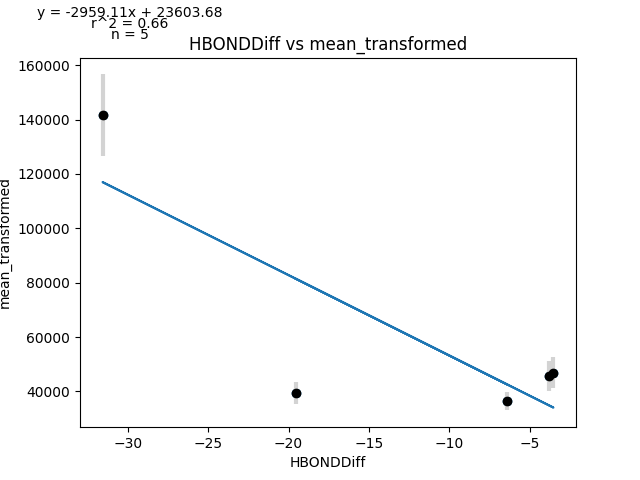 y = -2959.11x + 23603.68
r^2 = 0.66
n = 5
HBONDDiff vs mean_transformed
160000
140000
120000
100000
80000
60000
40000
mean_transformed
−30
−25
−20
−15
−10
−5
HBONDDiff